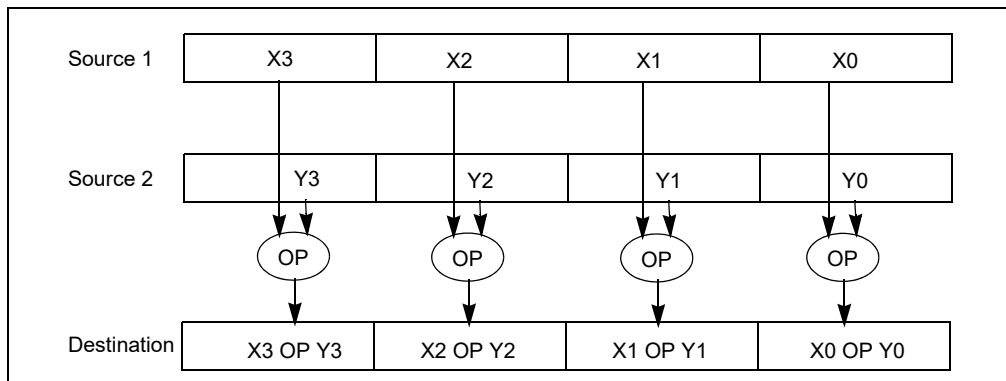 Source 1 X3 X2 X1 X0
Source 2 Y3 Y2 Y1 Y0
OP OP OP OP
Destination X3 OP Y3 X2 OP Y2 X1 OP Y1 X0 OP Y0